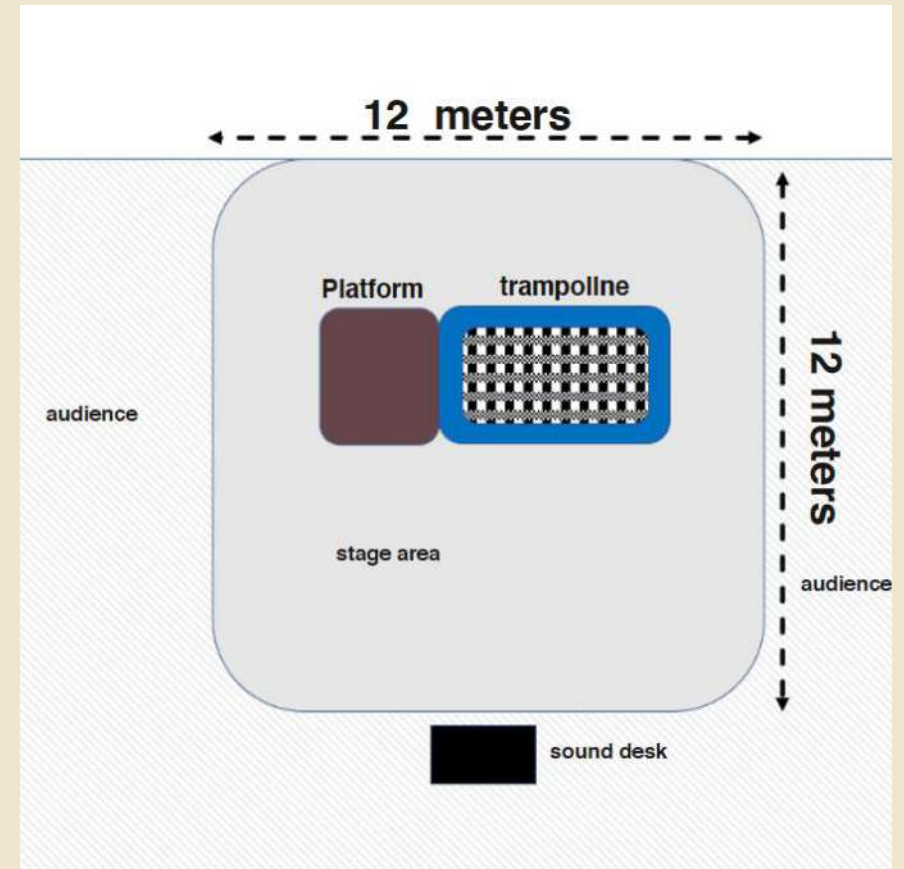 12 meters
Platform
trampoline
12 meters
audience
stage area
audience
sound desk